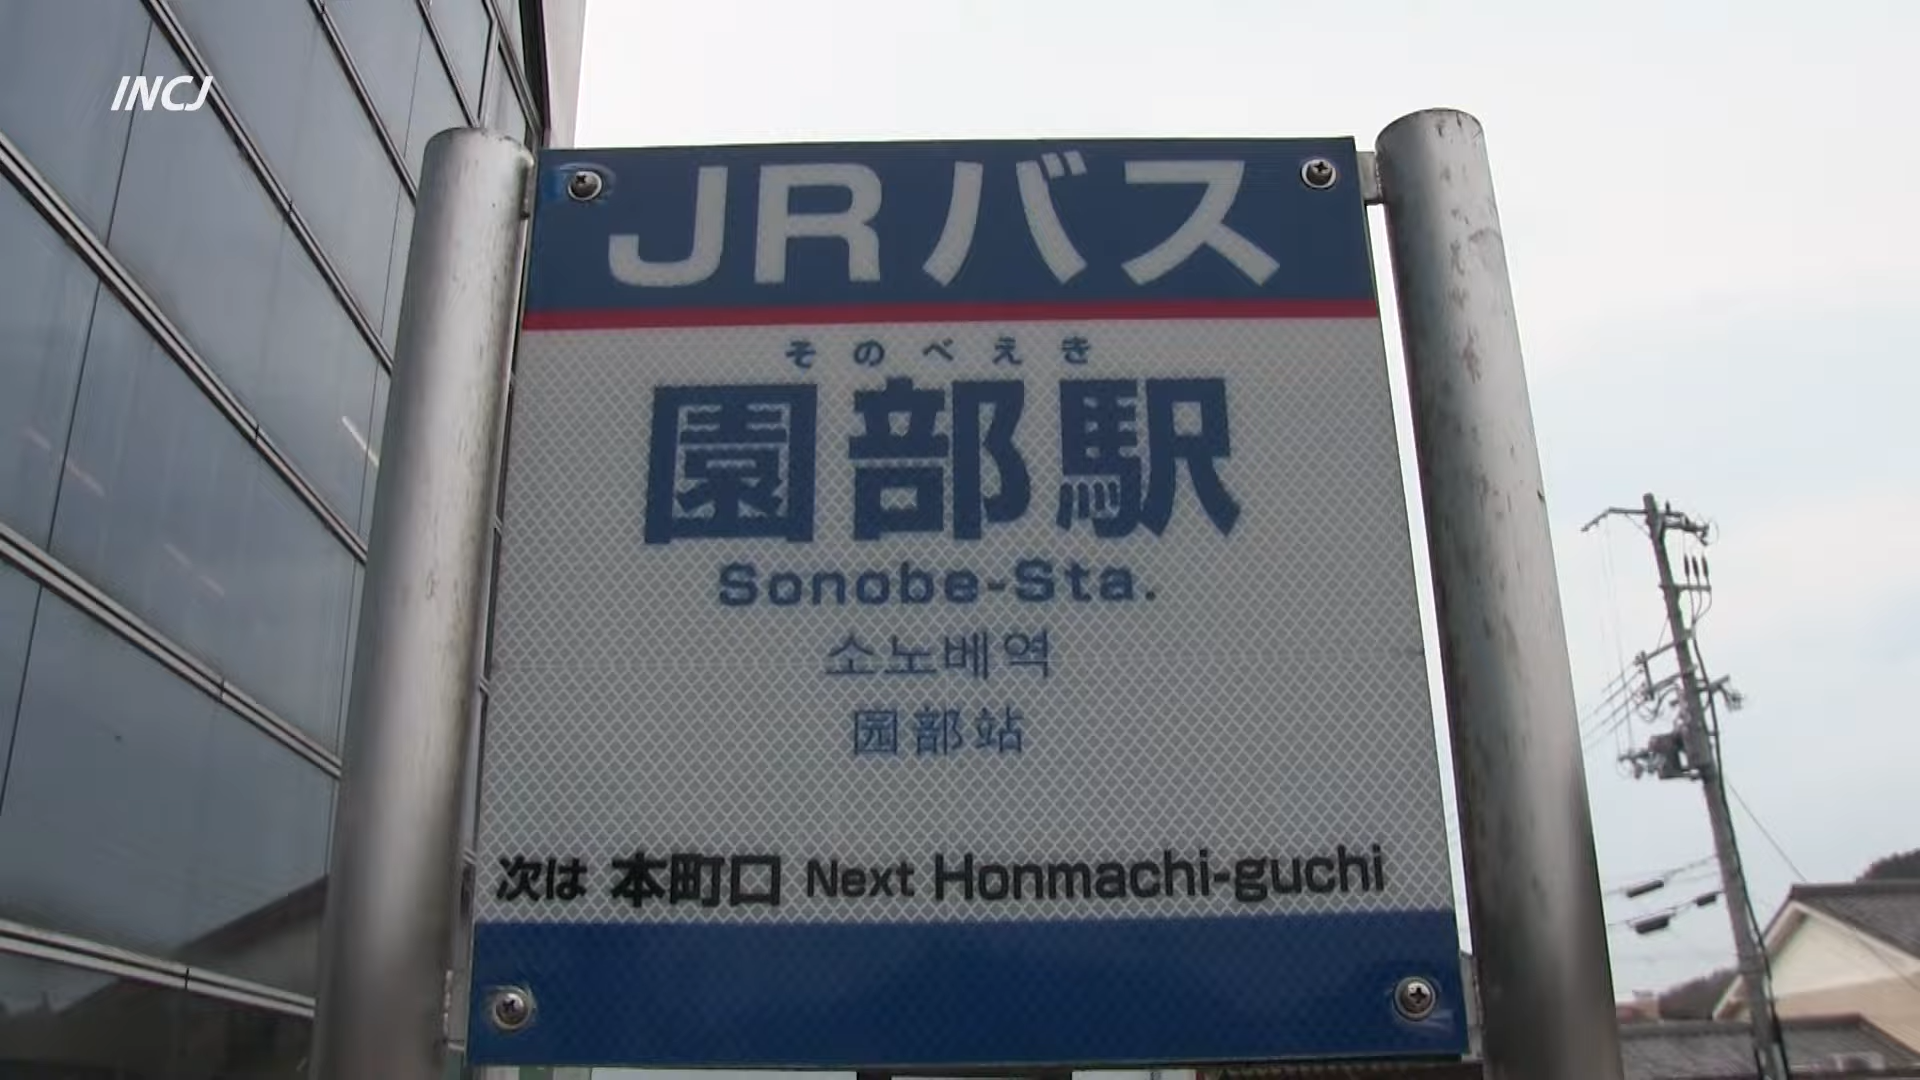 INCJ
JRバス
そのべえき
園部駅
Sonobe-Sta.
소노베역
园部站
次は 本町口 Next Honmachi-guchi